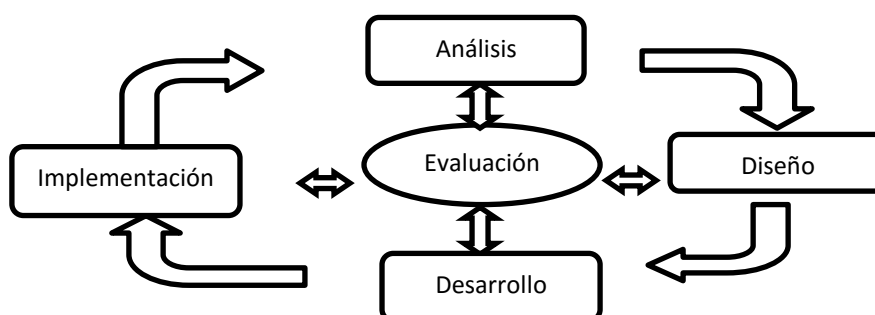 Análisis
Implementación
Evaluación
Diseño
Desarrollo